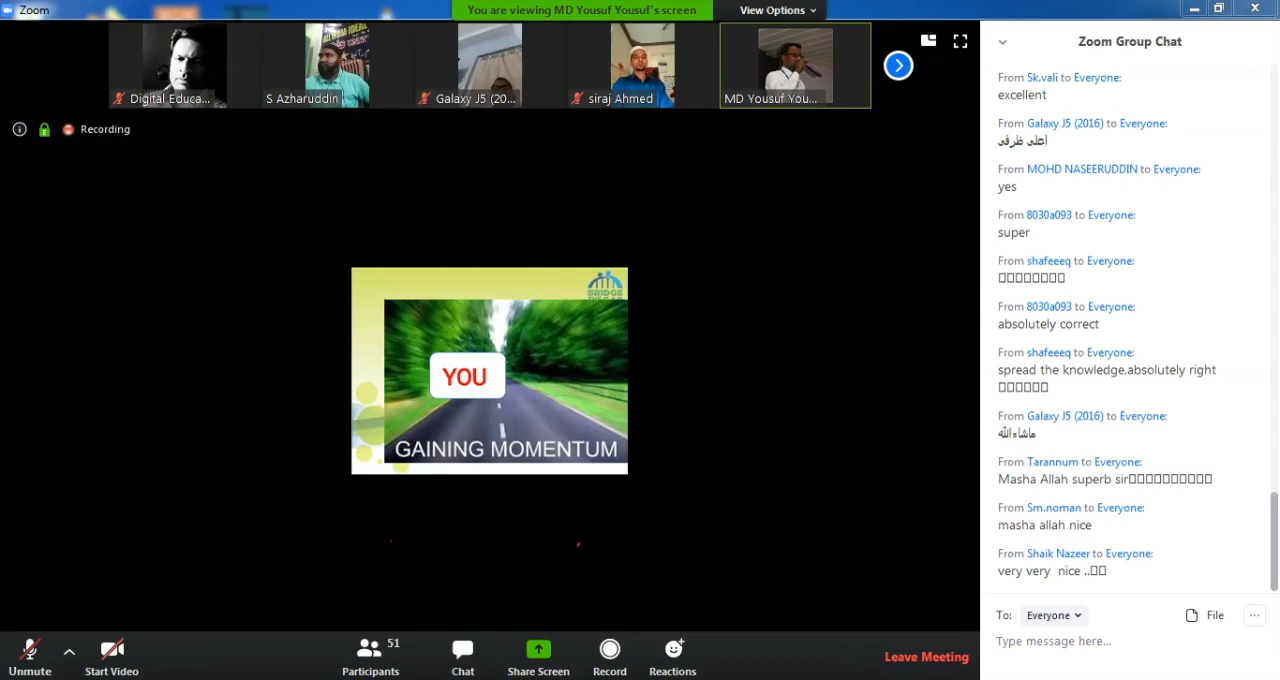 Zoom
You are viewing MD Yousuf Yousuf's screen
View Options
Digital Educa...
S Azharuddin
Galaxy J5 (20...
siraj Ahmed
MD Yousuf You...
Recording
BRIDGE
YOU
GAINING MOMENTUM
Unmute
Start Video
Participants
51
Chat
Share Screen
Record
Reactions
Leave Meeting
Zoom Group Chat
From Sk.vali to Everyone:
excellent
From Galaxy J5 (2016) to Everyone:
اعلی ظرفی
From MOHD NASEERUDDIN to Everyone:
yes
From 8030a093 to Everyone:
super
From shafeeeq to Everyone:
From 8030a093 to Everyone:
absolutely correct
From shafeeeq to Everyone:
spread the knowledge,absolutely right
From Galaxy J5 (2016) to Everyone:
ماشاءاللّٰه
From Tarannum to Everyone:
Masha Allah superb sir
From Sm.noman to Everyone:
masha allah nice
From Shaik Nazeer to Everyone:
very very nice ..
To: Everyone
File
Type message here...